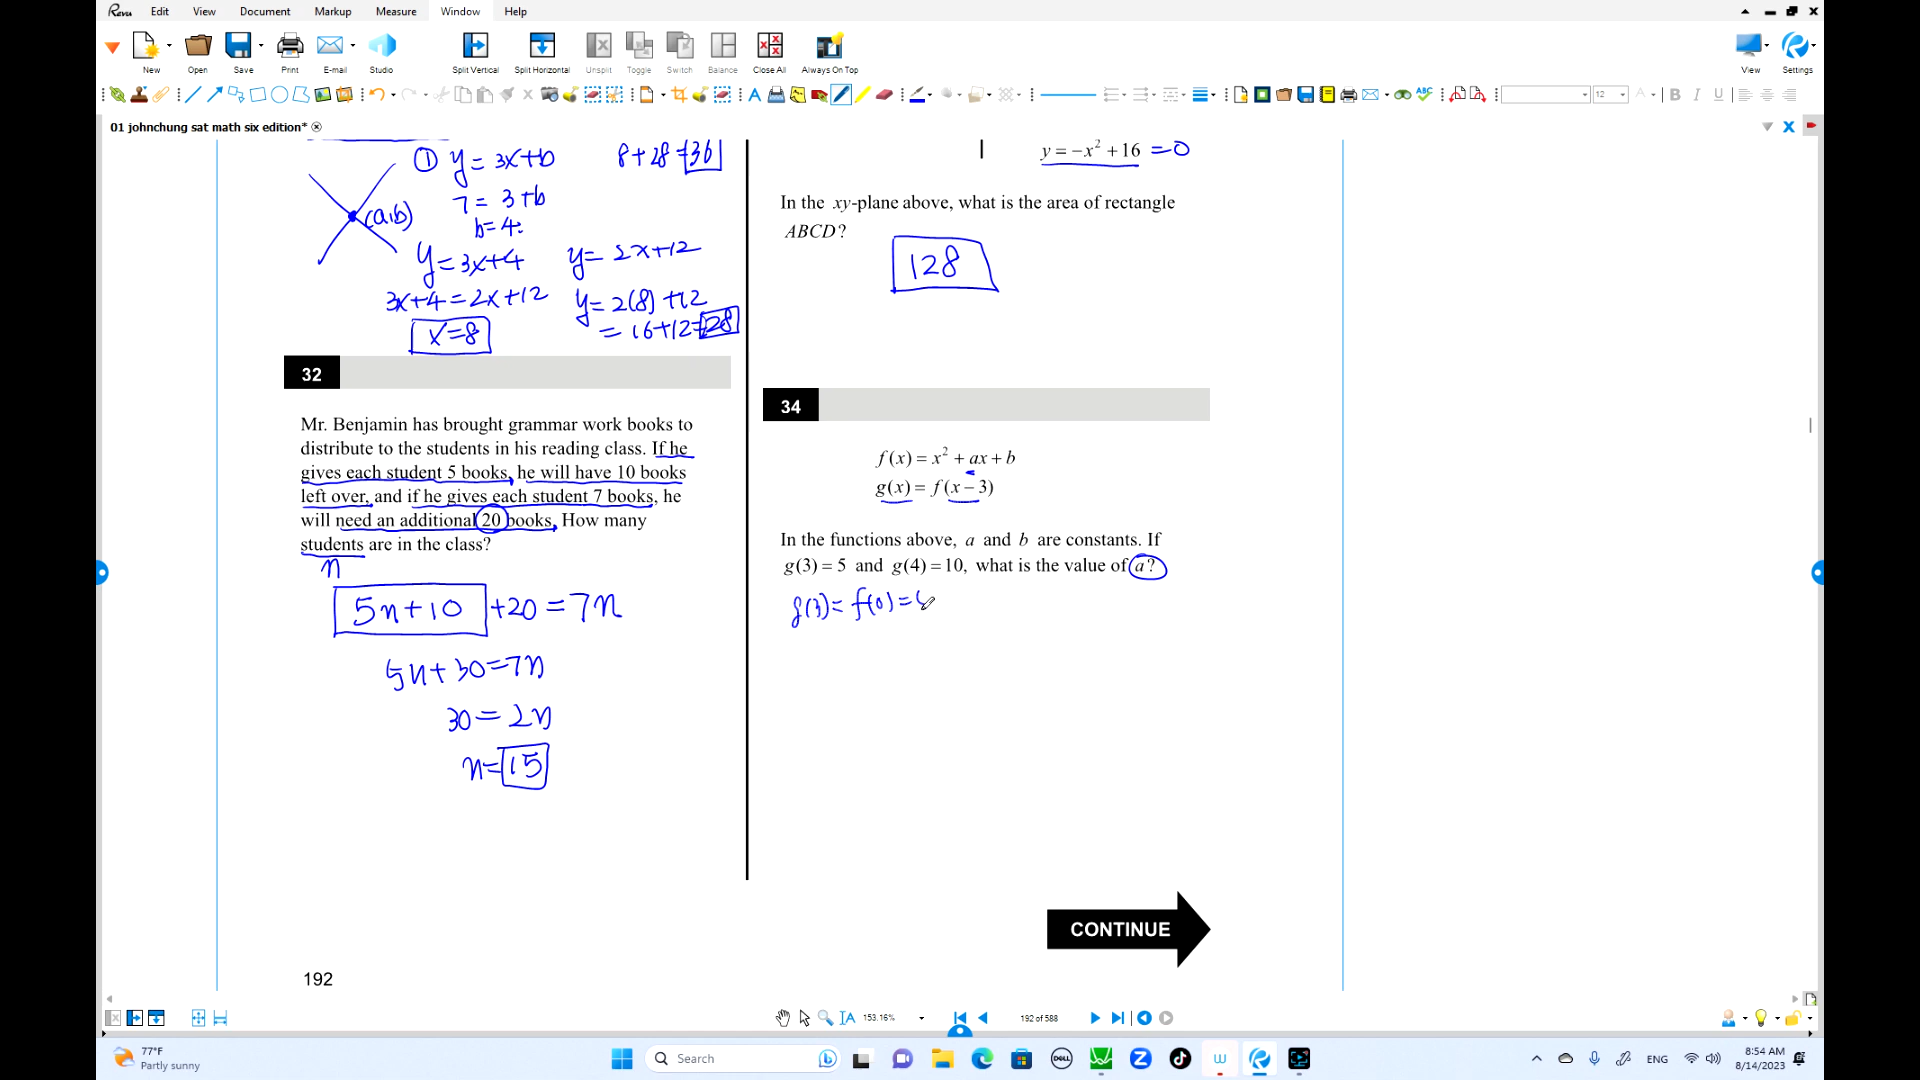 Revu File Edit View Document Markup Measure Window Help
New Open Save Print E-mail Studio Split Vertical Split Horizontal Unsplit Toggle Switch Balance Close All Always On Top View Settings
12
01 johnchung sat math six edition*
① y = 3x+b
8+28=36
7 = 3+b
(a,b)
b=4
y=3x+4
y= 2x+12
3x+4=2x+12
y= 2(8)+12
x=8
= 16+12=28
32
Mr. Benjamin has brought grammar work books to
distribute to the students in his reading class. If he
gives each student 5 books, he will have 10 books
left over, and if he gives each student 7 books, he
will need an additional 20 books. How many
students are in the class?
n
5n+10 +20 = 7n
5n+30=7n
30 = 2n
n=15
192
y = −x² + 16 =0
In the xy-plane above, what is the area of rectangle
ABCD?
128
34
f(x) = x² + ax + b
g(x) = f(x − 3)
In the functions above, a and b are constants. If
g(3) = 5 and g(4) = 10, what is the value of a?
g(3)= f(0)=
CONTINUE
153.16% 192 of 588
77°F
Partly sunny
Search
DELL
ENG
8:54 AM
8/14/2023